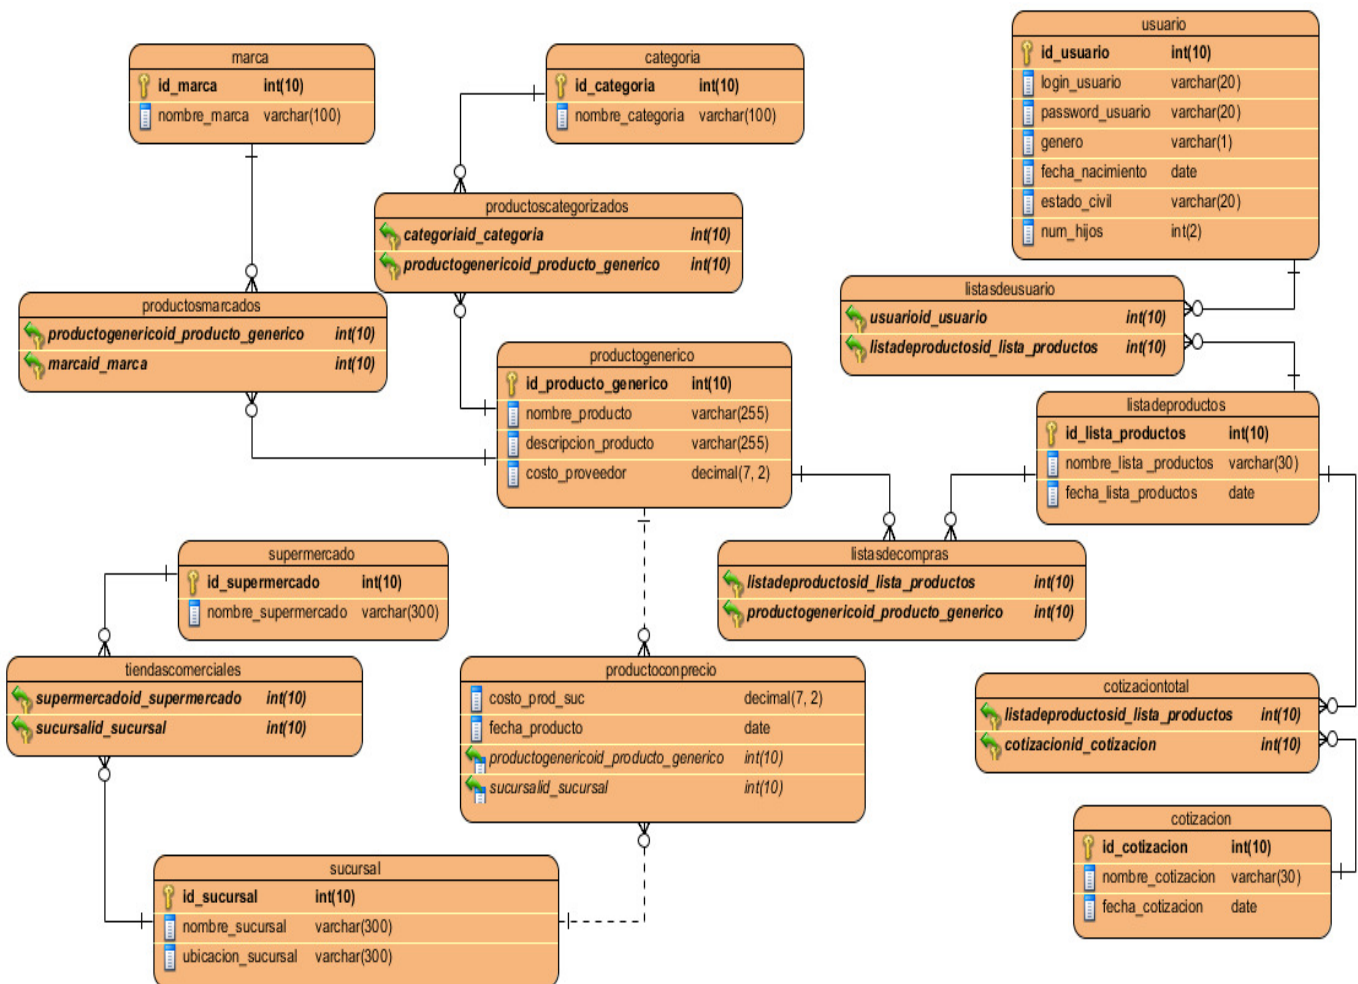 marca
id_marca int(10)
nombre_marca varchar(100)
categoria
id_categoria int(10)
nombre_categoria varchar(100)
usuario
id_usuario int(10)
login_usuario varchar(20)
password_usuario varchar(20)
genero varchar(1)
fecha_nacimiento date
estado_civil varchar(20)
num_hijos int(2)
productoscategorizados
categoriaid_categoria int(10)
productogenericoid_producto_generico int(10)
productosmarcados
productogenericoid_producto_generico int(10)
marcaid_marca int(10)
listasdeusuario
usuarioid_usuario int(10)
listadeproductosid_lista_productos int(10)
productogenerico
id_producto_generico int(10)
nombre_producto varchar(255)
descripcion_producto varchar(255)
costo_proveedor decimal(7, 2)
listadeproductos
id_lista_productos int(10)
nombre_lista_productos varchar(30)
fecha_lista_productos date
supermercado
id_supermercado int(10)
nombre_supermercado varchar(300)
listasdecompras
listadeproductosid_lista_productos int(10)
productogenericoid_producto_generico int(10)
tiendascomerciales
supermercadoid_supermercado int(10)
sucursalid_sucursal int(10)
productoconprecio
costo_prod_suc decimal(7, 2)
fecha_producto date
productogenericoid_producto_generico int(10)
sucursalid_sucursal int(10)
cotizaciontotal
listadeproductosid_lista_productos int(10)
cotizacionid_cotizacion int(10)
sucursal
id_sucursal int(10)
nombre_sucursal varchar(300)
ubicacion_sucursal varchar(300)
cotizacion
id_cotizacion int(10)
nombre_cotizacion varchar(30)
fecha_cotizacion date